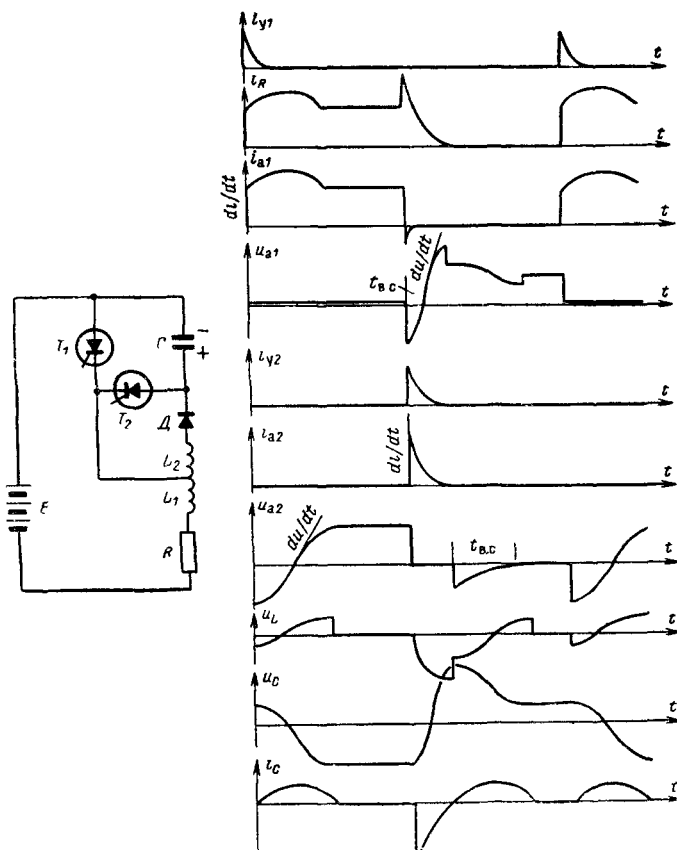 i_y1
t
i_R
t
i_a1
di/dt
t
u_a1
t_в.с
du/dt
t
i_y2
t
i_a2
di/dt
t
u_a2
du/dt
t_в.с
t
u_L
t
u_C
t
i_C
t
T_1
C
-
+
T_2
Д
L_2
L_1
E
R